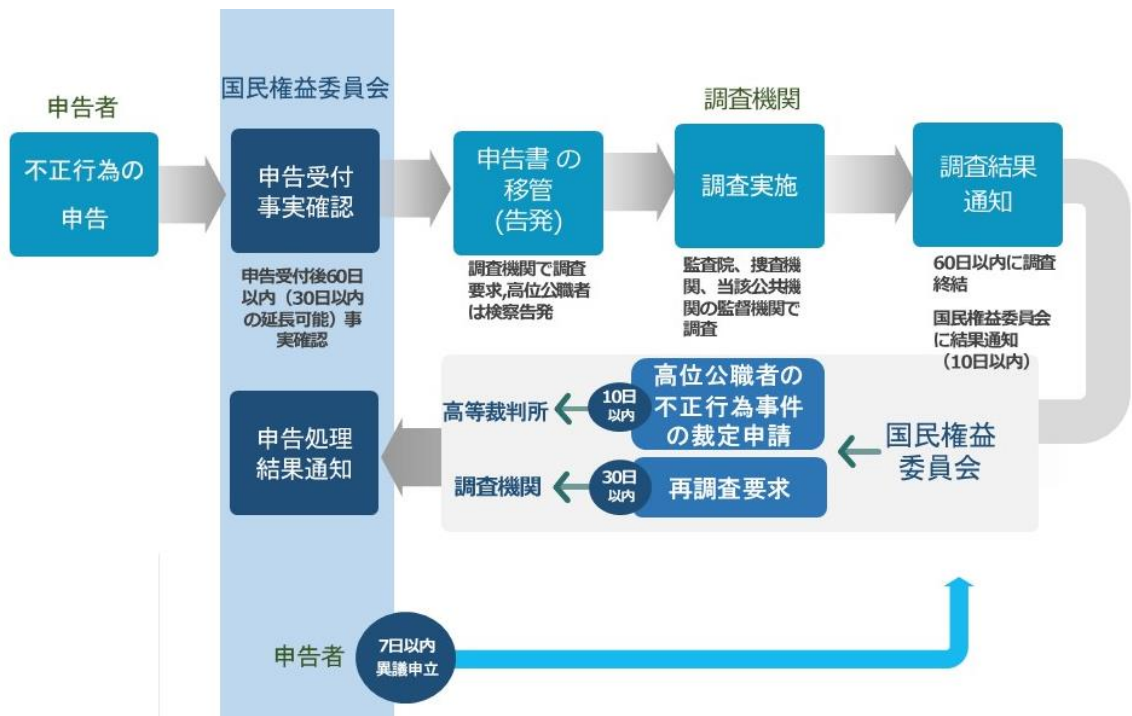 国民権益委員会
申告者
調査機関
不正行為の
申告
申告受付
事実確認
申告書 の
移管
(告発)
調査実施
調査結果
通知
申告受付後60日
以内（30日以内
の延長可能）事
実確認
調査機関で調査
要求,高位公職者
は検察告発
監査院、捜査機
関、当該公共機
関の監督機関で
調査
60日以内に調査
終結
国民権益委員会
に結果通知
（10日以内）
申告処理
結果通知
高等裁判所
10日
以内
高位公職者の
不正行為事件
の裁定申請
調査機関
30日
以内
再調査要求
国民権益
委員会
申告者
7日以内
異議申立